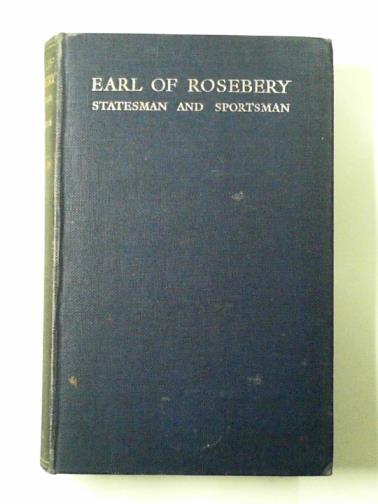 EARL OF ROSEBERY
STATESMAN AND SPORTSMAN